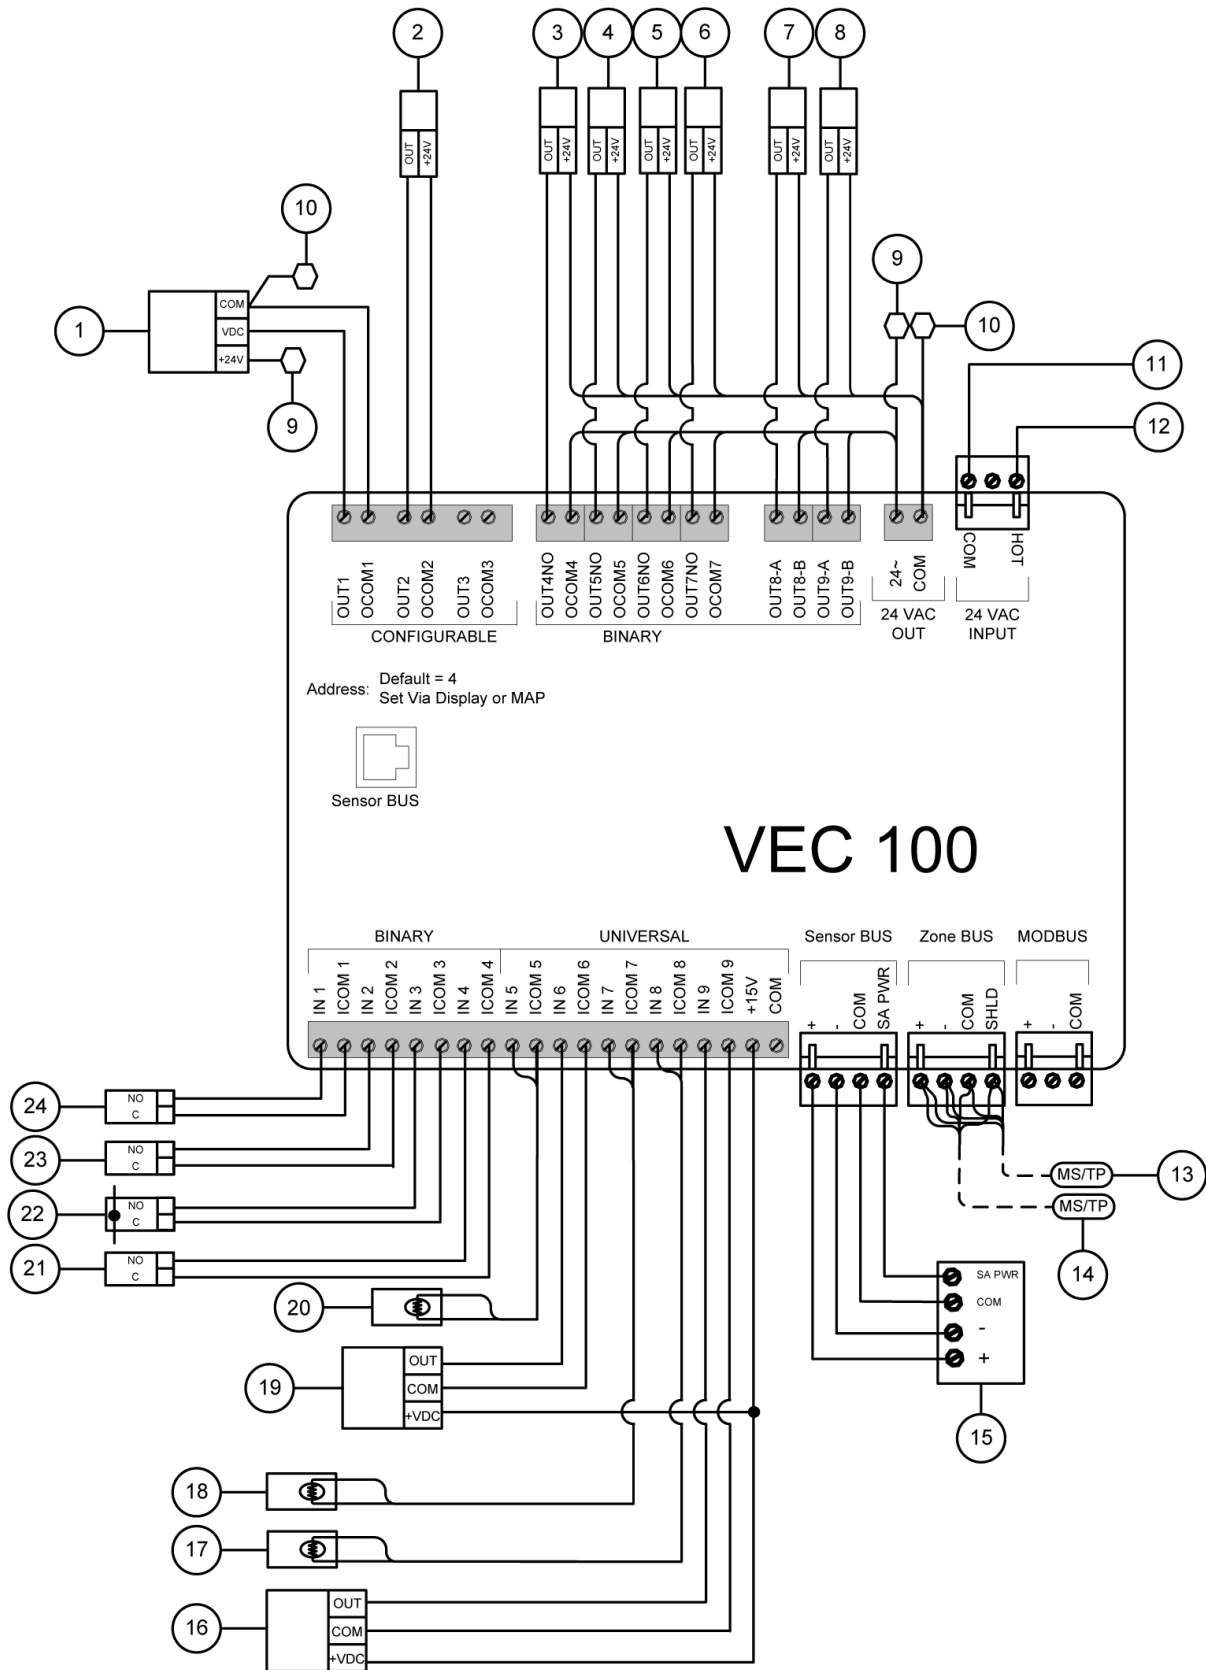 2
3
4
5
6
7
8
OUT +24V
OUT +24V
OUT +24V
OUT +24V
OUT +24V
OUT +24V
OUT +24V
10
9
10
1
COM
VDC
+24V
9
11
12
OUT1
OCOM1
OUT2
OCOM2
OUT3
OCOM3
CONFIGURABLE
OUT4NO
OCOM4
OUT5NO
OCOM5
OUT6NO
OCOM6
OUT7NO
OCOM7
OUT8-A
OUT8-B
OUT9-A
OUT9-B
BINARY
24~
COM
24 VAC
OUT
COM
HOT
24 VAC
INPUT
Address:
Default = 4
Set Via Display or MAP
Sensor BUS
VEC 100
BINARY
IN 1
ICOM 1
IN 2
ICOM 2
IN 3
ICOM 3
IN 4
ICOM 4
UNIVERSAL
IN 5
ICOM 5
IN 6
ICOM 6
IN 7
ICOM 7
IN 8
ICOM 8
IN 9
ICOM 9
+15V
COM
Sensor BUS
+
-
COM
SA PWR
Zone BUS
+
-
COM
SHLD
MODBUS
+
-
COM
24
NO
C
23
NO
C
22
NO
C
21
NO
C
MS/TP
13
MS/TP
14
20
SA PWR
COM
-
+
15
19
OUT
COM
+VDC
18
17
16
OUT
COM
+VDC